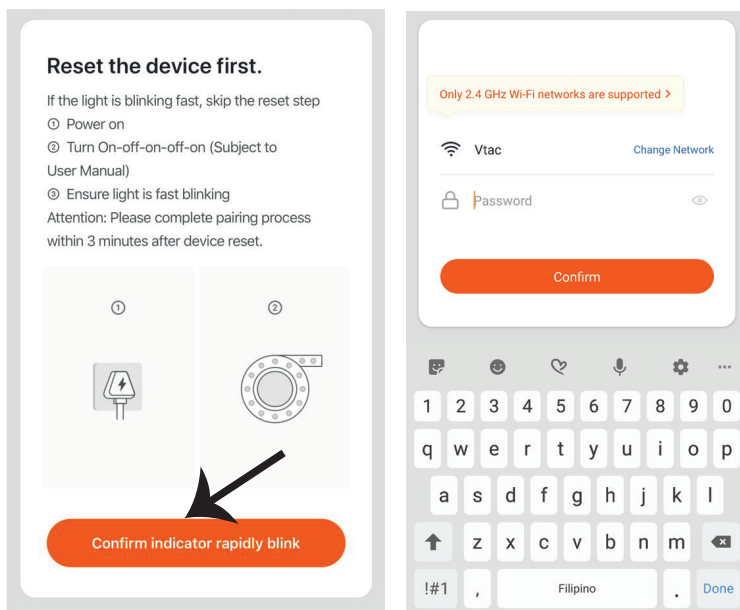 Reset the device first.
If the light is blinking fast, skip the reset step
① Power on
② Turn On-off-on-off-on (Subject to
User Manual)
③ Ensure light is fast blinking
Attention: Please complete pairing process
within 3 minutes after device reset.
①
②
Confirm indicator rapidly blink
Only 2.4 GHz Wi-Fi networks are supported >
Vtac
Change Network
Password
Confirm
1 2 3 4 5 6 7 8 9 0
q w e r t y u i o p
a s d f g h j k l
z x c v b n m
!#1 , Filipino . Done